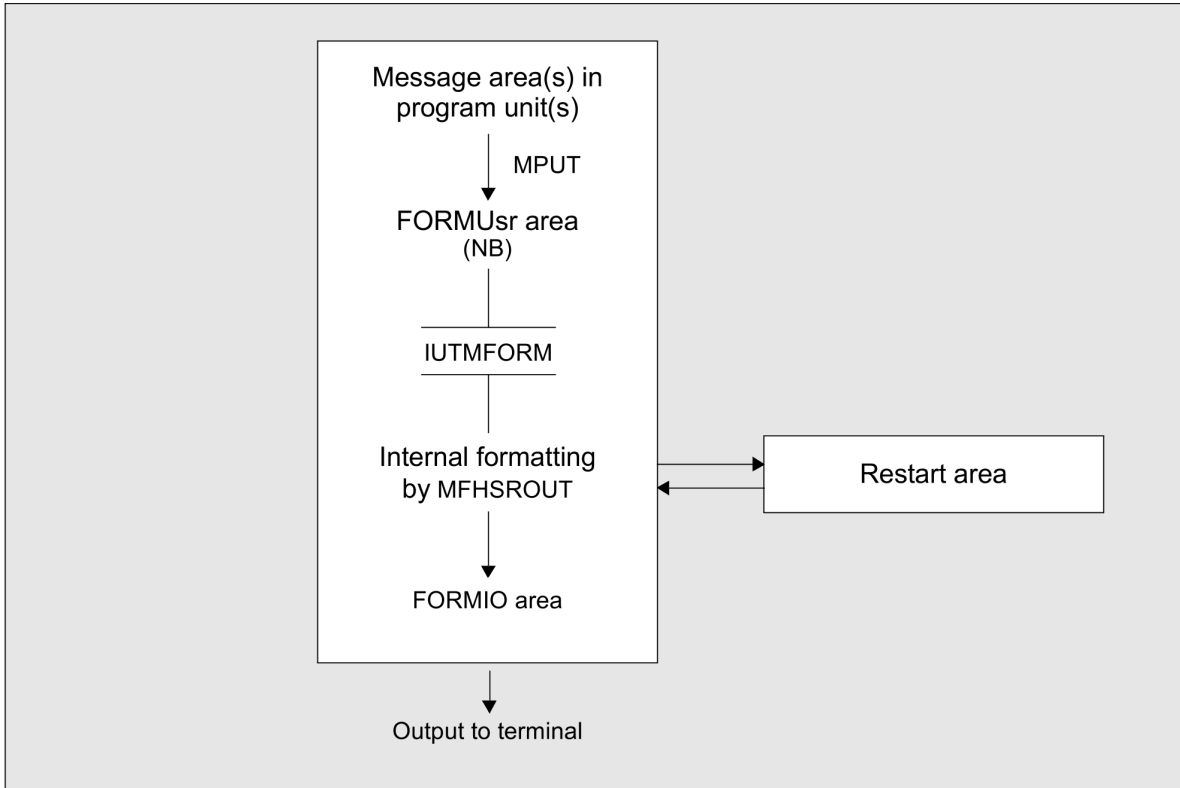 Message area(s) in
program unit(s)
MPUT
FORMUsr area
(NB)
IUTMFORM
Internal formatting
by MFHSROUT
Restart area
FORMIO area
Output to terminal